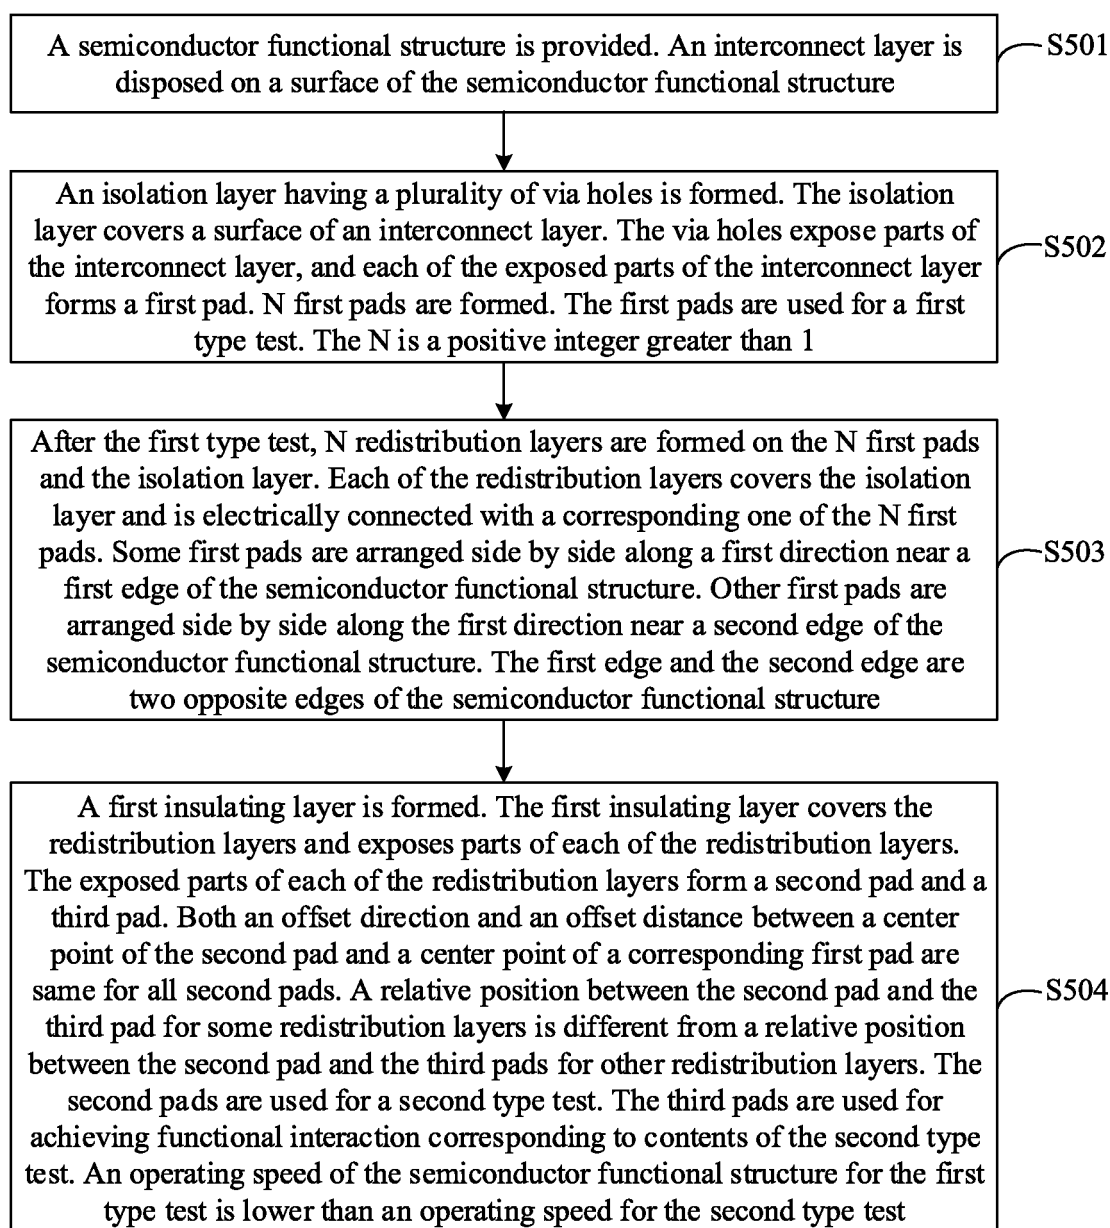 A semiconductor functional structure is provided. An interconnect layer is
disposed on a surface of the semiconductor functional structure
S501
An isolation layer having a plurality of via holes is formed. The isolation
layer covers a surface of an interconnect layer. The via holes expose parts of
the interconnect layer, and each of the exposed parts of the interconnect layer
forms a first pad. N first pads are formed. The first pads are used for a first
type test. The N is a positive integer greater than 1
S502
After the first type test, N redistribution layers are formed on the N first pads
and the isolation layer. Each of the redistribution layers covers the isolation
layer and is electrically connected with a corresponding one of the N first
pads. Some first pads are arranged side by side along a first direction near a
first edge of the semiconductor functional structure. Other first pads are
arranged side by side along the first direction near a second edge of the
semiconductor functional structure. The first edge and the second edge are
two opposite edges of the semiconductor functional structure
S503
A first insulating layer is formed. The first insulating layer covers the
redistribution layers and exposes parts of each of the redistribution layers.
The exposed parts of each of the redistribution layers form a second pad and a
third pad. Both an offset direction and an offset distance between a center
point of the second pad and a center point of a corresponding first pad are
same for all second pads. A relative position between the second pad and the
third pad for some redistribution layers is different from a relative position
between the second pad and the third pads for other redistribution layers. The
second pads are used for a second type test. The third pads are used for
achieving functional interaction corresponding to contents of the second type
test. An operating speed of the semiconductor functional structure for the first
type test is lower than an operating speed for the second type test
S504